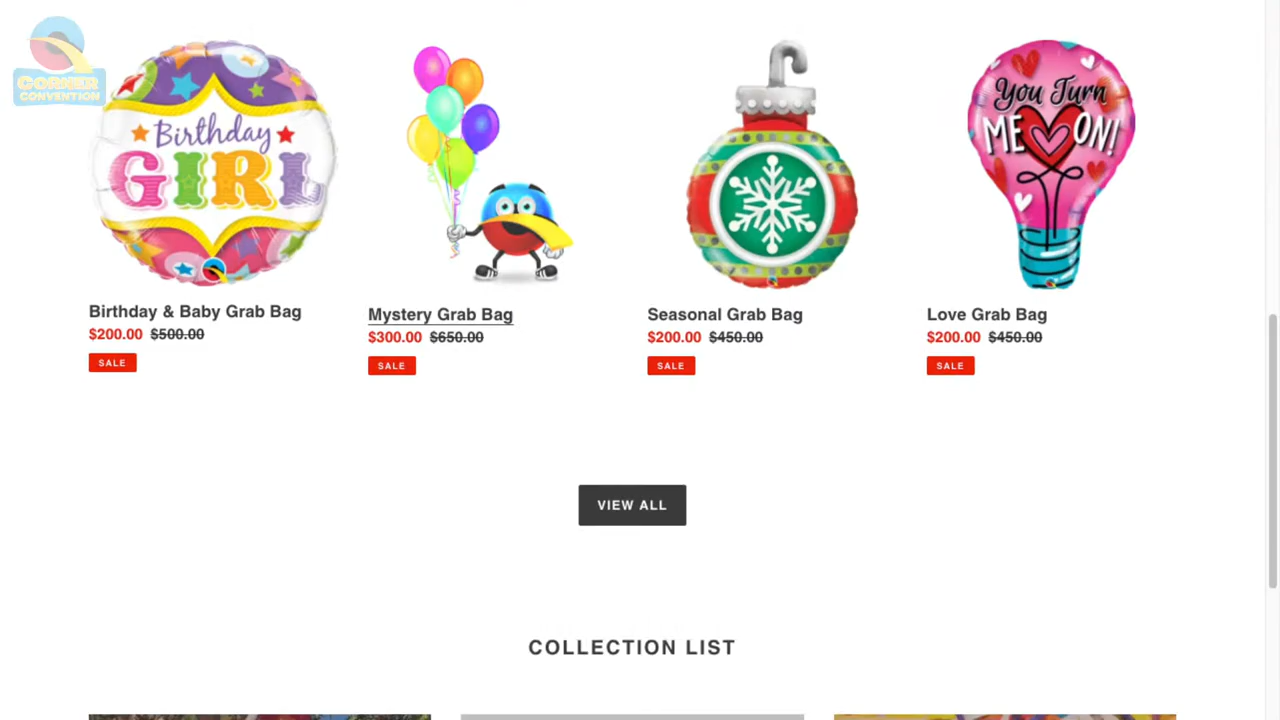 CORNER
CONVENTION
Birthday
GIRL
You Turn
ME ON!
Birthday & Baby Grab Bag
$200.00 $500.00
SALE
Mystery Grab Bag
$300.00 $650.00
SALE
Seasonal Grab Bag
$200.00 $450.00
SALE
Love Grab Bag
$200.00 $450.00
SALE
VIEW ALL
COLLECTION LIST